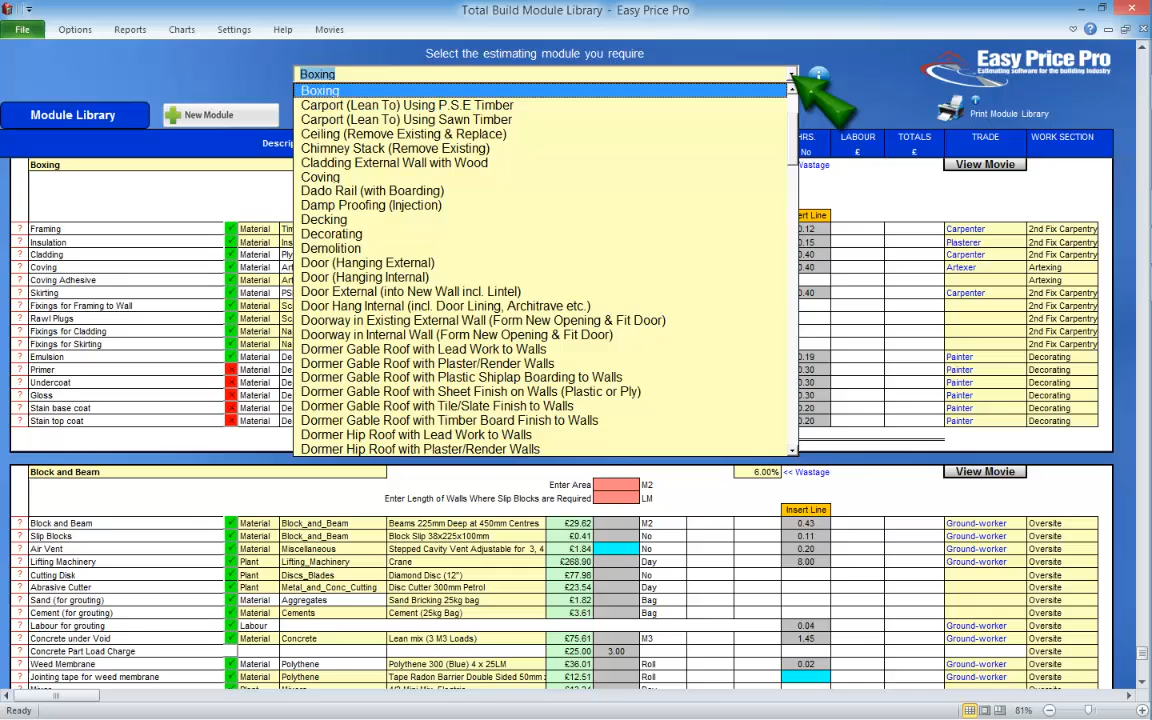 Total Build Module Library - Easy Price Pro
File Options Reports Charts Settings Help Movies
Select the estimating module you require
Boxing
Easy Price Pro
Estimating software for the building industry
Module Library
New Module
Print Module Library
HRS. LABOUR TOTALS TRADE WORK SECTION
No £ £
Boxing
Carport (Lean To) Using P.S.E Timber
Carport (Lean To) Using Sawn Timber
Ceiling (Remove Existing & Replace)
Chimney Stack (Remove Existing)
Cladding External Wall with Wood
Coving
Dado Rail (with Boarding)
Damp Proofing (Injection)
Decking
Decorating
Demolition
Door (Hanging External)
Door (Hanging Internal)
Door External (into New Wall incl. Lintel)
Door Hang Internal (incl. Door Lining, Architrave etc.)
Doorway in Existing External Wall (Form New Opening & Fit Door)
Doorway in Internal Wall (Form New Opening & Fit Door)
Dormer Gable Roof with Lead Work to Walls
Dormer Gable Roof with Plaster/Render Walls
Dormer Gable Roof with Plastic Shiplap Boarding to Walls
Dormer Gable Roof with Sheet Finish on Walls (Plastic or Ply)
Dormer Gable Roof with Tile/Slate Finish to Walls
Dormer Gable Roof with Timber Board Finish to Walls
Dormer Hip Roof with Lead Work to Walls
Dormer Hip Roof with Plaster/Render Walls
Boxing Wastage View Movie
Framing Material 0.12 Carpenter 2nd Fix Carpentry
? Insulation Material 0.15 Plasterer 2nd Fix Carpentry
? Cladding Material 0.40 Carpenter 2nd Fix Carpentry
? Coving Material 0.40 Artexer Artexing
? Coving Adhesive Material Artexing
? Skirting Material 0.40 Carpenter 2nd Fix Carpentry
? Fixings for Framing to Wall Material 2nd Fix Carpentry
? Rawl Plugs Material 2nd Fix Carpentry
? Fixings for Cladding Material 2nd Fix Carpentry
? Fixings for Skirting Material 2nd Fix Carpentry
? Emulsion Material 0.19 Painter Decorating
? Primer Material 0.30 Painter Decorating
? Undercoat Material 0.30 Painter Decorating
? Gloss Material 0.30 Painter Decorating
? Stain base coat Material 0.20 Painter Decorating
? Stain top coat Material 0.20 Painter Decorating
Block and Beam 6.00% << Wastage View Movie
Enter Area M2
Enter Length of Walls Where Slip Blocks are Required LM
Insert Line
? Block and Beam Material Block_and_Beam Beams 225mm Deep at 450mm Centres £29.62 M2 0.43 Ground-worker Oversite
? Slip Blocks Material Block_and_Beam Block Slip 38x225x100mm £0.41 No 0.11 Ground-worker Oversite
? Air Vent Material Miscellaneous Stepped Cavity Vent Adjustable for 3, 4 £1.84 No 0.20 Ground-worker Oversite
? Lifting Machinery Plant Lifting_Machinery Crane £268.90 Day 8.00 Ground-worker Oversite
? Cutting Disk Plant Discs_Blades Diamond Disc (12") £77.98 No Oversite
? Abrasive Cutter Plant Metal_and_Conc_Cutting Disc Cutter 300mm Petrol £23.54 Day Oversite
? Sand (for grouting) Material Aggregates Sand Bricking 25kg bag £1.82 Bag Oversite
? Cement (for grouting) Material Cements Cement (25kg Bag) £3.61 Bag Oversite
? Labour for grouting Labour 0.04 Ground-worker Oversite
? Concrete under Void Material Concrete Lean mix (3 M3 Loads) £75.61 M3 1.45 Ground-worker Oversite
? Concrete Part Load Charge £25.00 3.00 Oversite
? Weed Membrane Material Polythene Polythene 300 (Blue) 4 x 25LM £36.01 Roll 0.02 Ground-worker Oversite
? Jointing tape for weed membrane Material Polythene Tape Radon Barrier Double Sided 50mm £12.51 Roll Ground-worker Oversite
Ready 81%